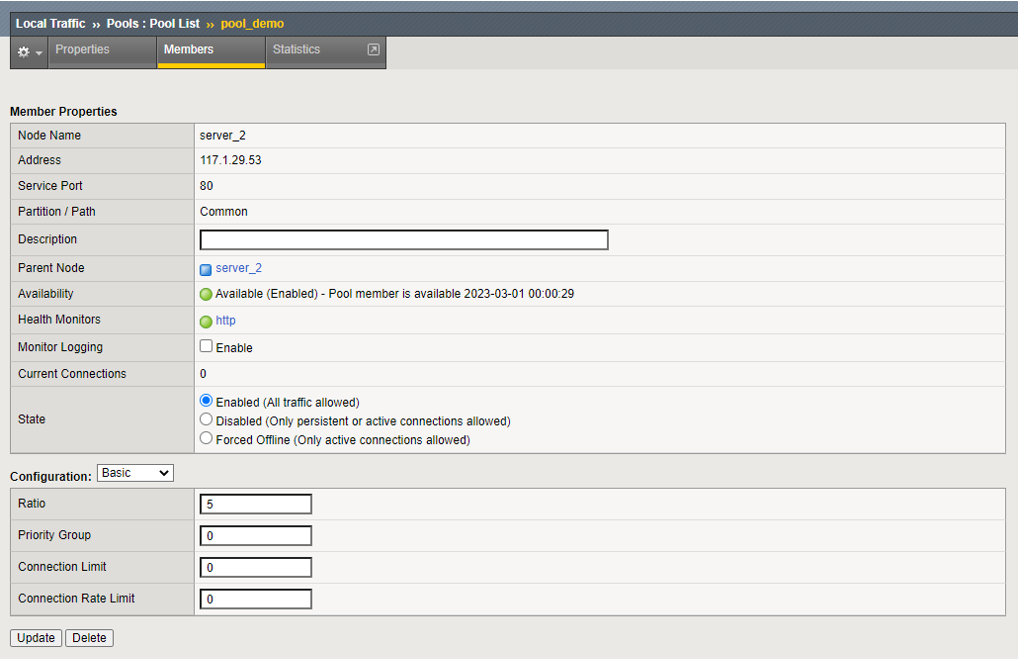 Local Traffic ›› Pools : Pool List ›› pool_demo
Properties Members Statistics
Member Properties
Node Name server_2
Address 117.1.29.53
Service Port 80
Partition / Path Common
Description
Parent Node server_2
Availability Available (Enabled) - Pool member is available 2023-03-01 00:00:29
Health Monitors http
Monitor Logging Enable
Current Connections 0
State
Enabled (All traffic allowed)
Disabled (Only persistent or active connections allowed)
Forced Offline (Only active connections allowed)
Configuration: Basic
Ratio 5
Priority Group 0
Connection Limit 0
Connection Rate Limit 0
Update Delete